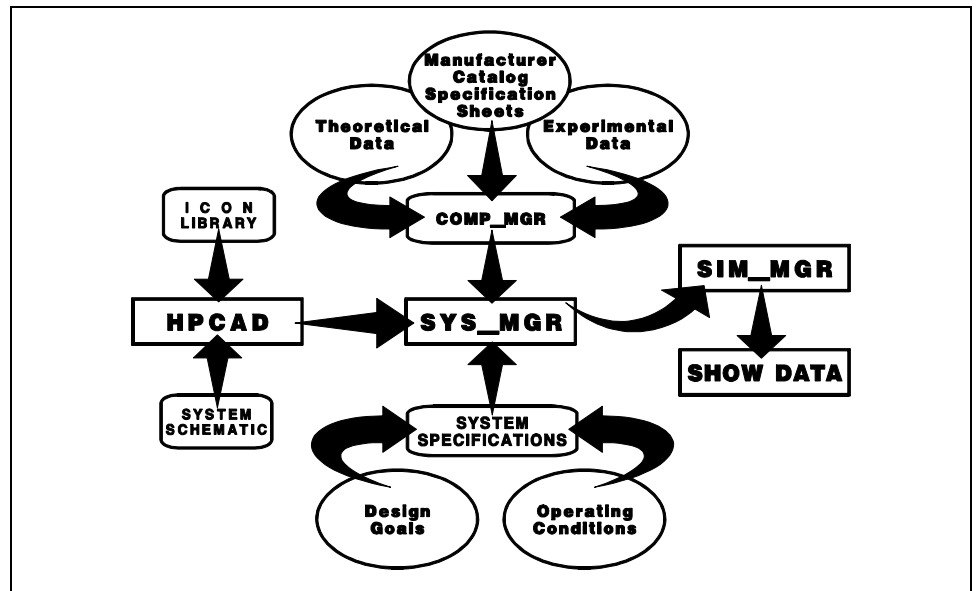 Manufacturer
Catalog
Specification
Sheets
Theoretical
Data
Experimental
Data
I C O N
LIBRARY
COMP_MGR
SIM_MGR
HPCAD
SYS_MGR
SHOW DATA
SYSTEM
SCHEMATIC
SYSTEM
SPECIFICATIONS
Design
Goals
Operating
Conditions